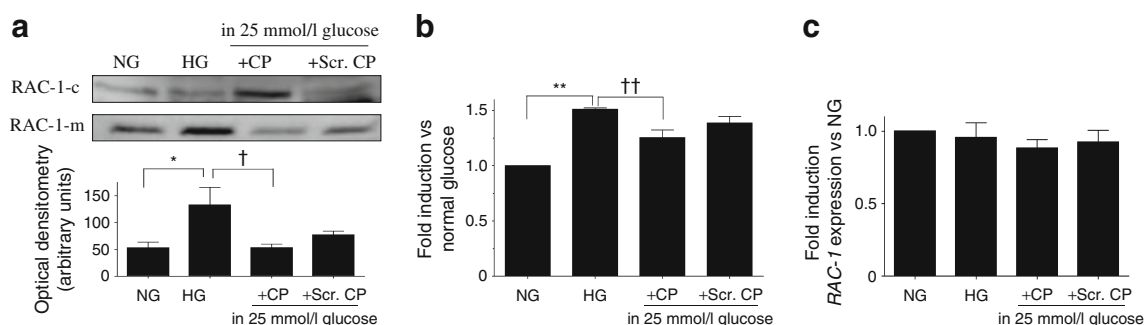 a
in 25 mmol/l glucose
NG HG +CP +Scr. CP
RAC-1-c
RAC-1-m
Optical densitometry
(arbitrary units)
150
100
50
0
* †
NG HG +CP +Scr. CP
in 25 mmol/l glucose
b
Fold induction vs
normal glucose
1.5
1.0
0.5
0
** ††
NG HG +CP +Scr. CP
in 25 mmol/l glucose
c
Fold induction
RAC-1 expression vs NG
1.0
0.5
0
NG HG +CP +Scr. CP
in 25 mmol/l glucose